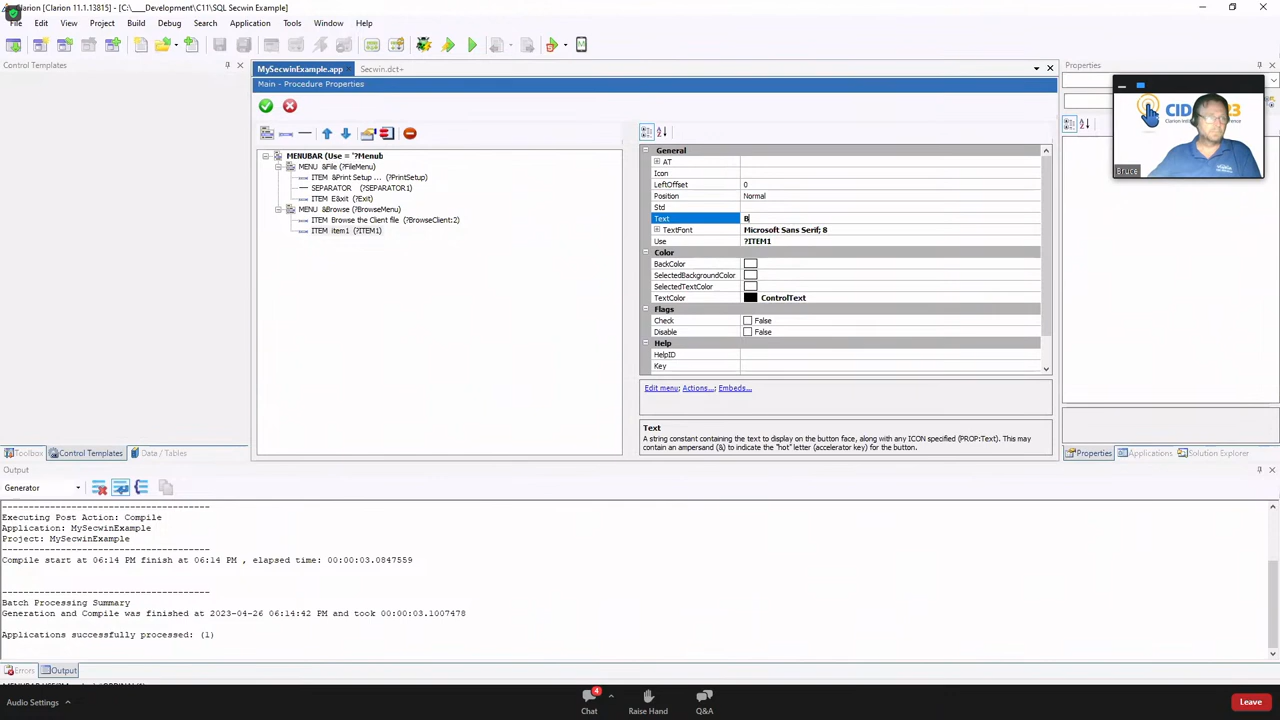 Clarion [Clarion 11.1.13815] - [C:\___Development\C11\SQL Secwin Example]
File Edit View Project Build Debug Search Application Tools Window Help
Control Templates
MySecwinExample.app Secwin.dct+
Properties
Main - Procedure Properties
MENUBAR (Use = '?Menub
MENU &File (?FileMenu)
ITEM &Print Setup ... (?PrintSetup)
SEPARATOR (?SEPARATOR1)
ITEM E&xit (?Exit)
MENU &Browse (?BrowseMenu)
ITEM Browse the Client file (?BrowseClient:2)
ITEM item1 (?ITEM1)
General
AT
Icon
LeftOffset 0
Position Normal
Std
Text B
TextFont Microsoft Sans Serif; 8
Use ?ITEM1
Color
BackColor
SelectedBackgroundColor
SelectedTextColor
TextColor ControlText
Flags
Check False
Disable False
Help
HelpID
Key
Edit menu; Actions...; Embeds...
Text
A string constant containing the text to display on the button face, along with any ICON specified (PROP:Text). This may
contain an ampersand (&) to indicate the "hot" letter (accelerator key) for the button.
Bruce
Toolbox Control Templates Data / Tables
Properties Applications Solution Explorer
Output
Generator
----------------------------------------
Executing Post Action: Compile
Application: MySecwinExample
Project: MySecwinExample
----------------------------------------
Compile start at 06:14 PM finish at 06:14 PM , elapsed time: 00:00:03.0847559
----------------------------------------
Batch Processing Summary
Generation and Compile was finished at 2023-04-26 06:14:42 PM and took 00:00:03.1007478
Applications successfully processed: (1)
Errors Output
Audio Settings
4
Chat
Raise Hand
Q&A
Leave